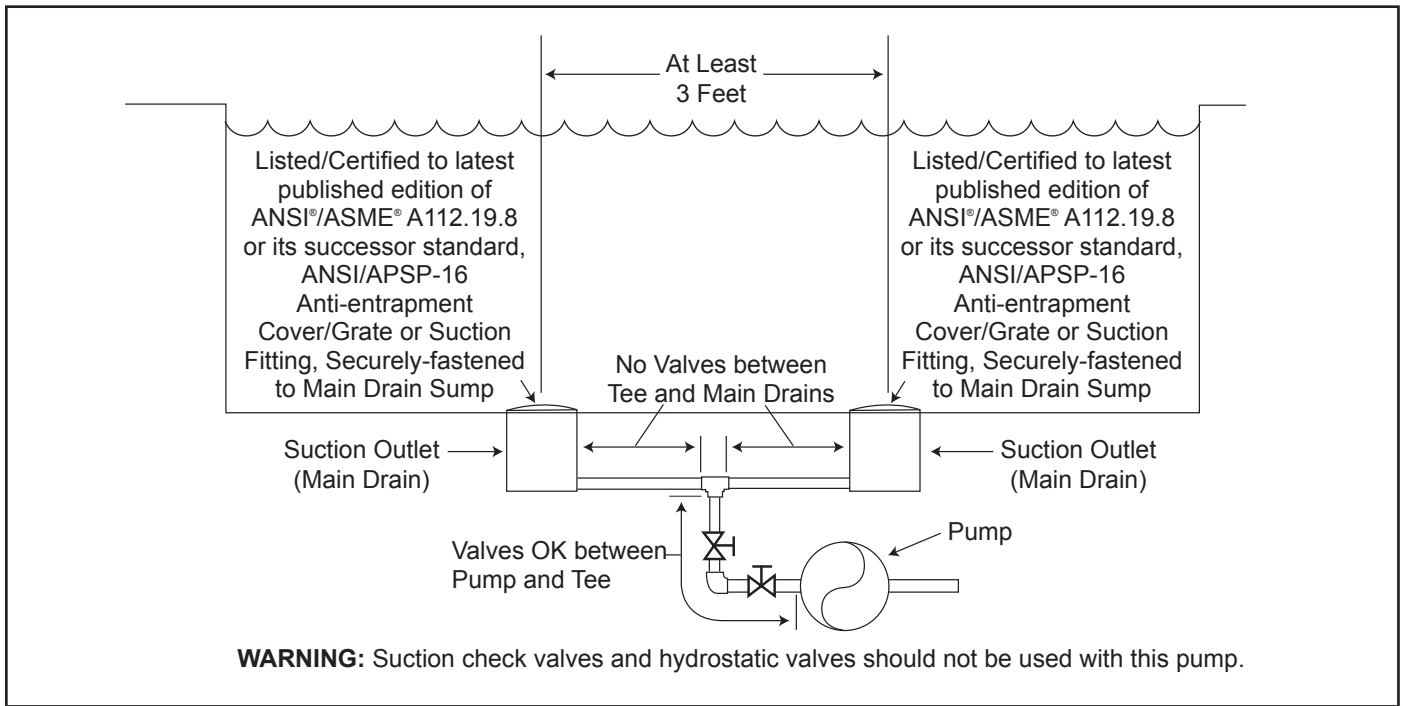 At Least
3 Feet
Listed/Certified to latest
published edition of
ANSI®/ASME® A112.19.8
or its successor standard,
ANSI/APSP-16
Anti-entrapment
Cover/Grate or Suction
Fitting, Securely-fastened
to Main Drain Sump
Listed/Certified to latest
published edition of
ANSI®/ASME® A112.19.8
or its successor standard,
ANSI/APSP-16
Anti-entrapment
Cover/Grate or Suction
Fitting, Securely-fastened
to Main Drain Sump
No Valves between
Tee and Main Drains
Suction Outlet
(Main Drain)
Suction Outlet
(Main Drain)
Valves OK between
Pump and Tee
Pump
WARNING: Suction check valves and hydrostatic valves should not be used with this pump.